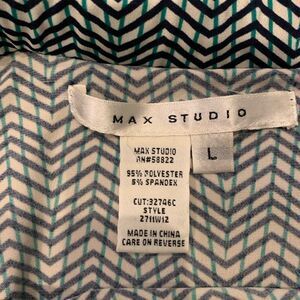 MAX STUDIO
MAX STUDIO
RN#58822
L
95% POLYESTER
5% SPANDEX
CUT:32746C
STYLE
2711W12
MADE IN CHINA
CARE ON REVERSE